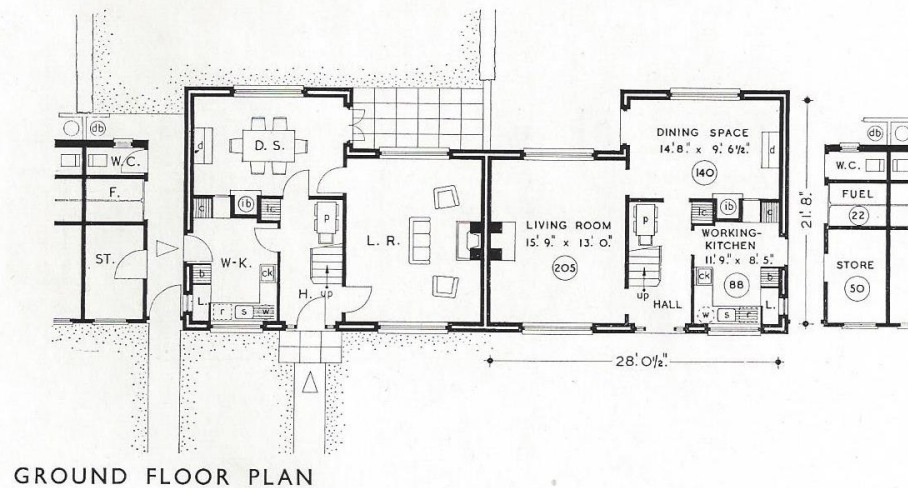 db
W.C.
F.
ST.
d
D. S.
ib
c
lc
p
W-K.
ck
b
L.
r
s
w
H.
up
L. R.
LIVING ROOM
15'. 9". x 13'. 0".
205
DINING SPACE
14'. 8". x 9'. 6½".
140
d
p
lc
ib
c
WORKING-
KITCHEN
11'. 9". x 8'. 5".
88
ck
b
L.
up
HALL
w
s
r
28'. 0½".
21'. 8".
db
W.C.
FUEL
22
STORE
50
GROUND FLOOR PLAN